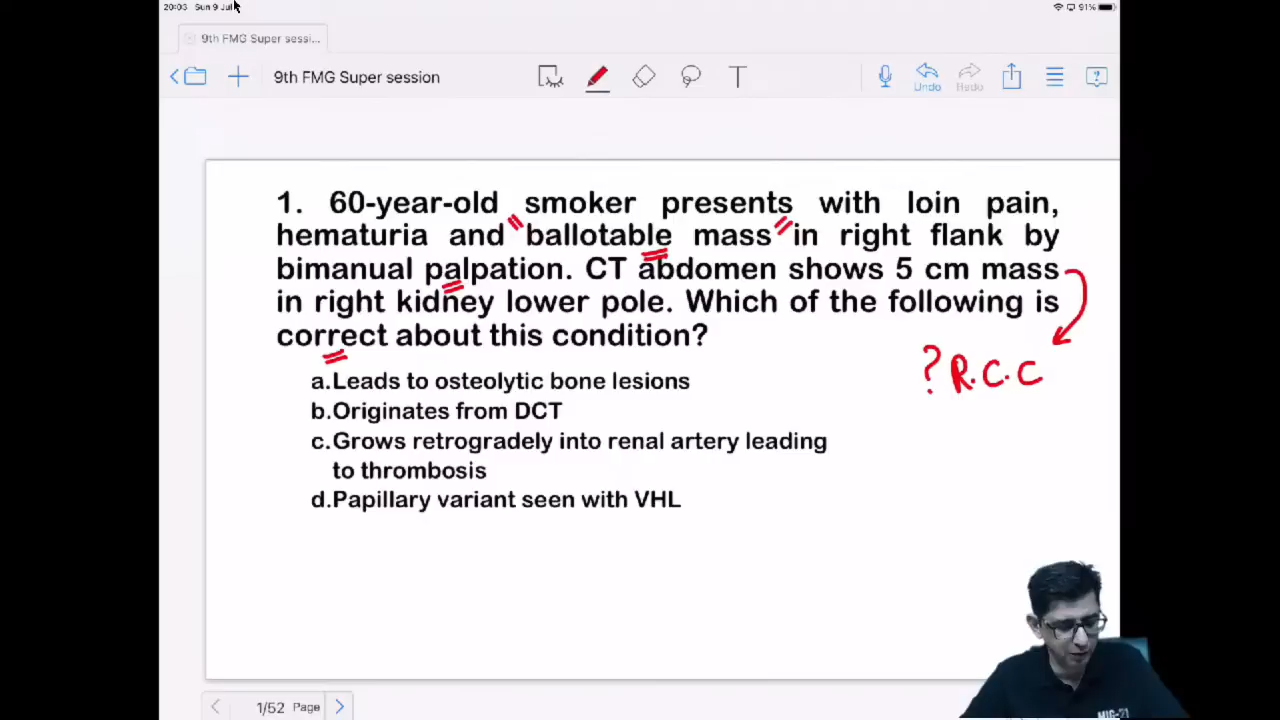 20:03 Sun 9 Jul
91%
9th FMG Super sessi...
9th FMG Super session
T
Undo
Redo
?
1. 60-year-old smoker presents with loin pain,
hematuria and ballotable mass in right flank by
bimanual palpation. CT abdomen shows 5 cm mass
in right kidney lower pole. Which of the following is
correct about this condition?
? R.C.C
a.Leads to osteolytic bone lesions
b.Originates from DCT
c.Grows retrogradely into renal artery leading
to thrombosis
d.Papillary variant seen with VHL
1/52 Page
MIG-21